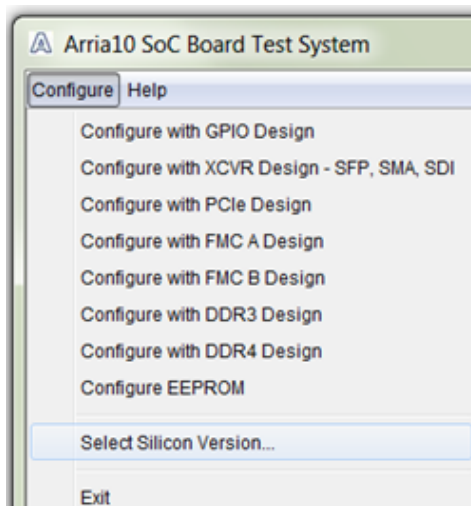 Arria10 SoC Board Test System
Configure Help
Configure with GPIO Design
Configure with XCVR Design - SFP, SMA, SDI
Configure with PCIe Design
Configure with FMC A Design
Configure with FMC B Design
Configure with DDR3 Design
Configure with DDR4 Design
Configure EEPROM
Select Silicon Version...
Exit